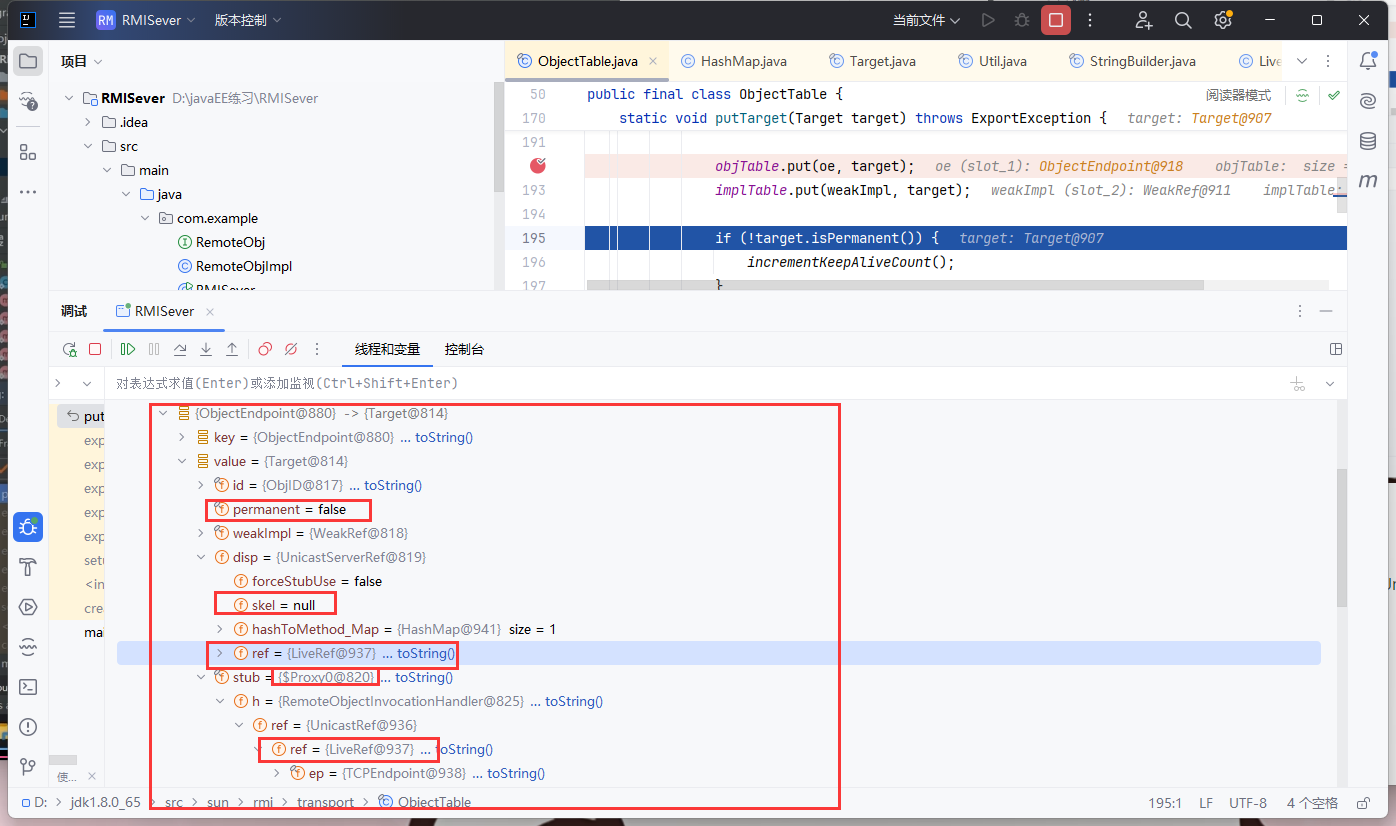 RM RMISever 版本控制 当前文件
项目
ObjectTable.java HashMap.java Target.java Util.java StringBuilder.java Live
RMISever D:\javaEE练习\RMISever
.idea
src
main
java
com.example
RemoteObj
RemoteObjImpl
RMISever
50 public final class ObjectTable { 阅读器模式
170 static void putTarget(Target target) throws ExportException { target: Target@907
191
objTable.put(oe, target); oe (slot_1): ObjectEndpoint@918 objTable: size =
193 implTable.put(weakImpl, target); weakImpl (slot_2): WeakRef@911 implTable:
194
195 if (!target.isPermanent()) { target: Target@907
196 incrementKeepAliveCount();
197 }
调试 RMISever
线程和变量 控制台
对表达式求值(Enter)或添加监视(Ctrl+Shift+Enter)
put
exp
exp
exp
exp
exp
setu
<in
crea
mai
使...
{ObjectEndpoint@880} -> {Target@814}
key = {ObjectEndpoint@880} ... toString()
value = {Target@814}
id = {ObjID@817} ... toString()
permanent = false
weakImpl = {WeakRef@818}
disp = {UnicastServerRef@819}
forceStubUse = false
skel = null
hashToMethod_Map = {HashMap@941} size = 1
ref = {LiveRef@937} ... toString()
stub = {$Proxy0@820} ... toString()
h = {RemoteObjectInvocationHandler@825} ... toString()
ref = {UnicastRef@936}
ref = {LiveRef@937} ... toString()
ep = {TCPEndpoint@938} ... toString()
D: > jdk1.8.0_65 > src > sun > rmi > transport > ObjectTable 195:1 LF UTF-8 4 个空格